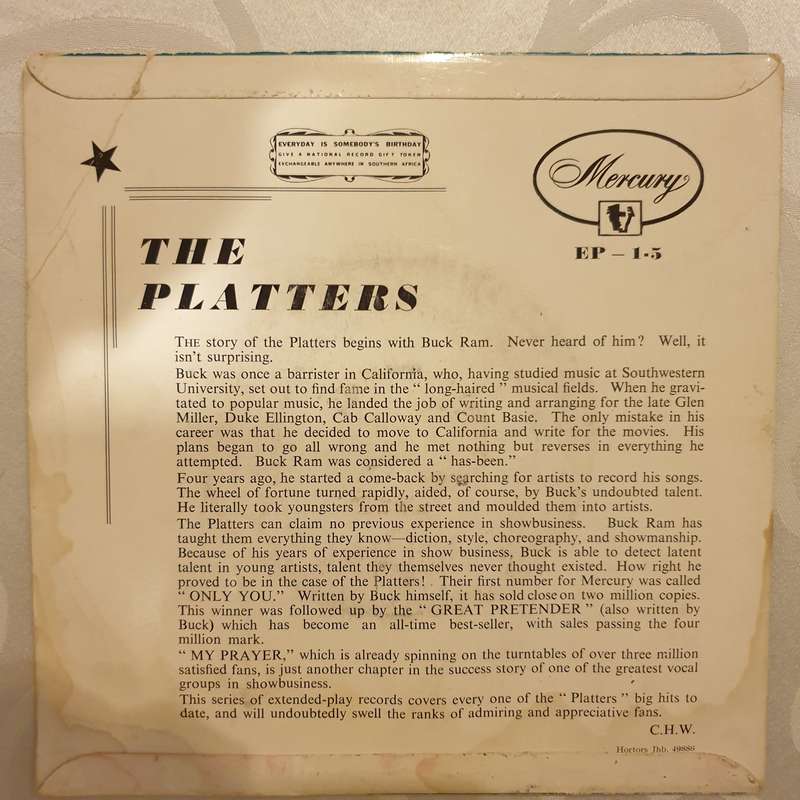 EVERYDAY IS SOMEBODY'S BIRTHDAY
GIVE A NATIONAL RECORD GIFT TOKEN
EXCHANGEABLE ANYWHERE IN SOUTHERN AFRICA
Mercury
EP – 1-5
THE
PLATTERS
THE story of the Platters begins with Buck Ram. Never heard of him? Well, it
isn't surprising.
Buck was once a barrister in California, who, having studied music at Southwestern
University, set out to find fame in the " long-haired " musical fields. When he gravi-
tated to popular music, he landed the job of writing and arranging for the late Glen
Miller, Duke Ellington, Cab Calloway and Count Basie. The only mistake in his
career was that he decided to move to California and write for the movies. His
plans began to go all wrong and he met nothing but reverses in everything he
attempted. Buck Ram was considered a " has-been."
Four years ago, he started a come-back by searching for artists to record his songs.
The wheel of fortune turned rapidly, aided, of course, by Buck's undoubted talent.
He literally took youngsters from the street and moulded them into artists.
The Platters can claim no previous experience in showbusiness. Buck Ram has
taught them everything they know—diction, style, choreography, and showmanship.
Because of his years of experience in show business, Buck is able to detect latent
talent in young artists, talent they themselves never thought existed. How right he
proved to be in the case of the Platters! Their first number for Mercury was called
" ONLY YOU." Written by Buck himself, it has sold close on two million copies.
This winner was followed up by the " GREAT PRETENDER " (also written by
Buck) which has become an all-time best-seller, with sales passing the four
million mark.
" MY PRAYER," which is already spinning on the turntables of over three million
satisfied fans, is just another chapter in the success story of one of the greatest vocal
groups in showbusiness.
This series of extended-play records covers every one of the " Platters " big hits to
date, and will undoubtedly swell the ranks of admiring and appreciative fans.
C.H.W.
Hortors Jhb. 49886